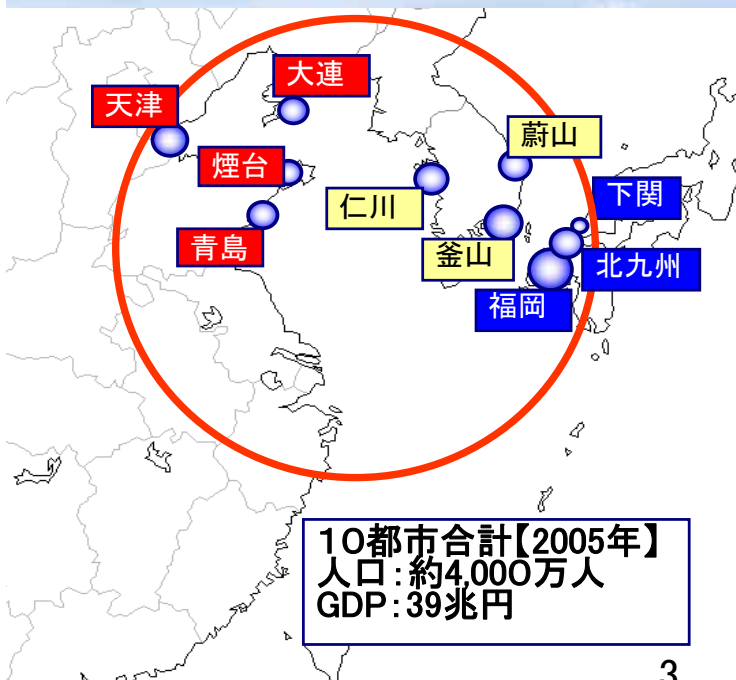 大連
天津
蔚山
煙台
下関
仁川
青島
釜山
北九州
福岡
10都市合計【2005年】
人口：約4,000万人
GDP：39兆円
3